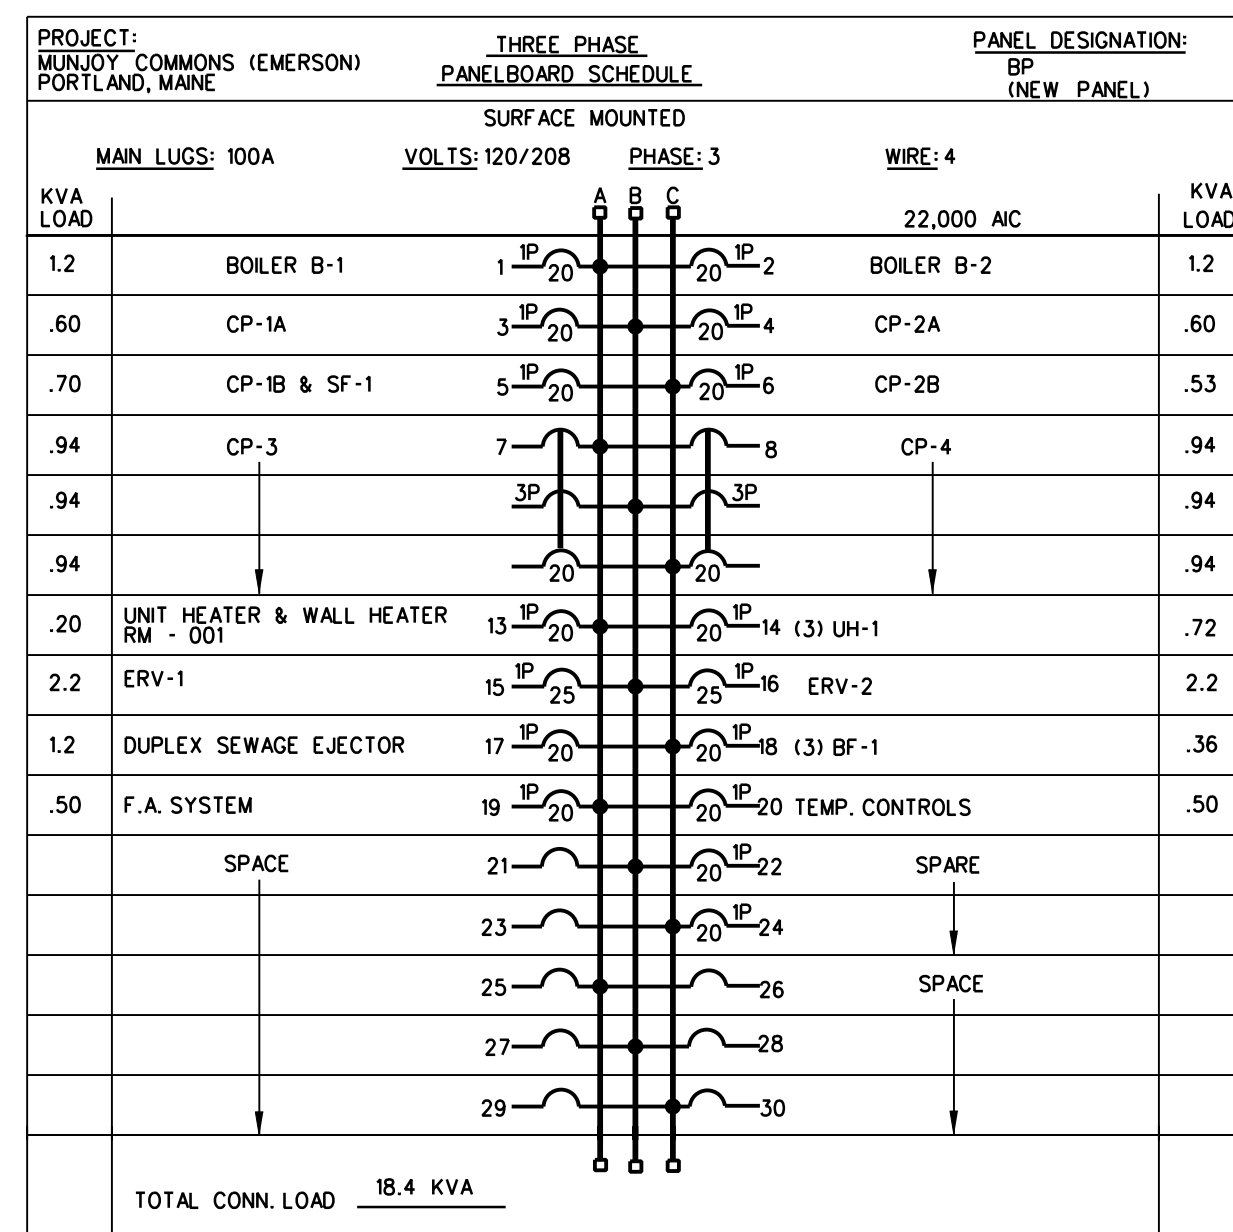 PROJECT:
MUNJOY COMMONS (EMERSON)
PORTLAND, MAINE
THREE PHASE
PANELBOARD SCHEDULE
PANEL DESIGNATION:
BP
(NEW PANEL)
SURFACE MOUNTED
MAIN LUGS: 100A VOLTS: 120/208 PHASE: 3 WIRE: 4
KVA LOAD A B C 22,000 AIC KVA LOAD
1.2 BOILER B-1 1 1P 20 20 1P 2 BOILER B-2 1.2
.60 CP-1A 3 1P 20 20 1P 4 CP-2A .60
.70 CP-1B & SF-1 5 1P 20 20 1P 6 CP-2B .53
.94 CP-3 7 8 CP-4 .94
.94 3P 3P .94
.94 20 20 .94
.20 UNIT HEATER & WALL HEATER
RM - 001 13 1P 20 20 1P 14 (3) UH-1 .72
2.2 ERV-1 15 1P 25 25 1P 16 ERV-2 2.2
1.2 DUPLEX SEWAGE EJECTOR 17 1P 20 20 1P 18 (3) BF-1 .36
.50 F.A. SYSTEM 19 1P 20 20 1P 20 TEMP. CONTROLS .50
SPACE 21 20 1P 22 SPARE
23 20 1P 24
25 26 SPACE
27 28
29 30
TOTAL CONN. LOAD 18.4 KVA